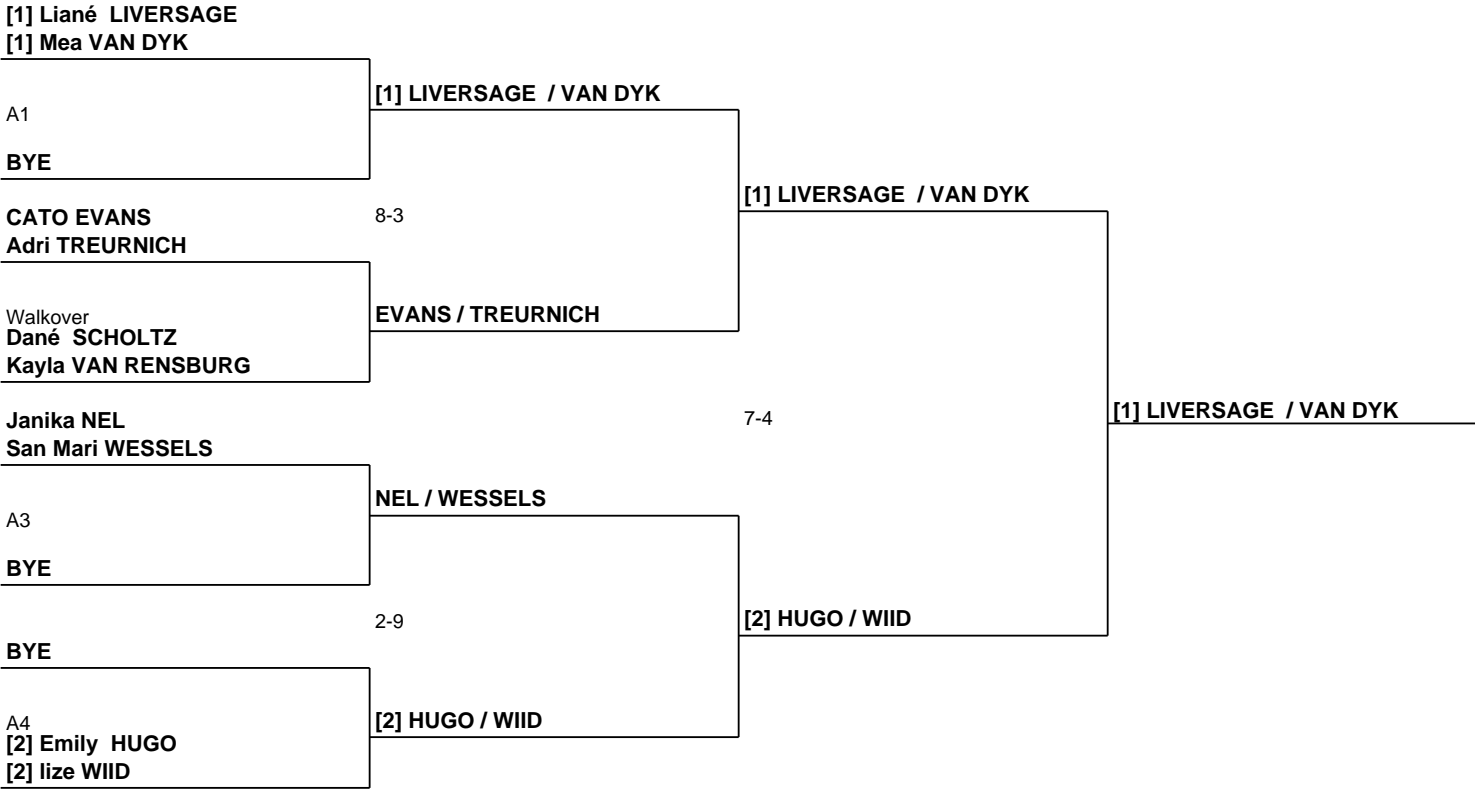 [1] Liané  LIVERSAGE
[1] Mea VAN DYK
A1
BYE
CATO EVANS
Adri TREURNICH
Walkover
Dané  SCHOLTZ
Kayla VAN RENSBURG
Janika NEL
San Mari WESSELS
A3
BYE
BYE
A4
[2] Emily  HUGO
[2] lize WIID
[1] LIVERSAGE  / VAN DYK
8-3
EVANS / TREURNICH
NEL / WESSELS
2-9
[2] HUGO / WIID
[1] LIVERSAGE  / VAN DYK
7-4
[2] HUGO / WIID
[1] LIVERSAGE  / VAN DYK